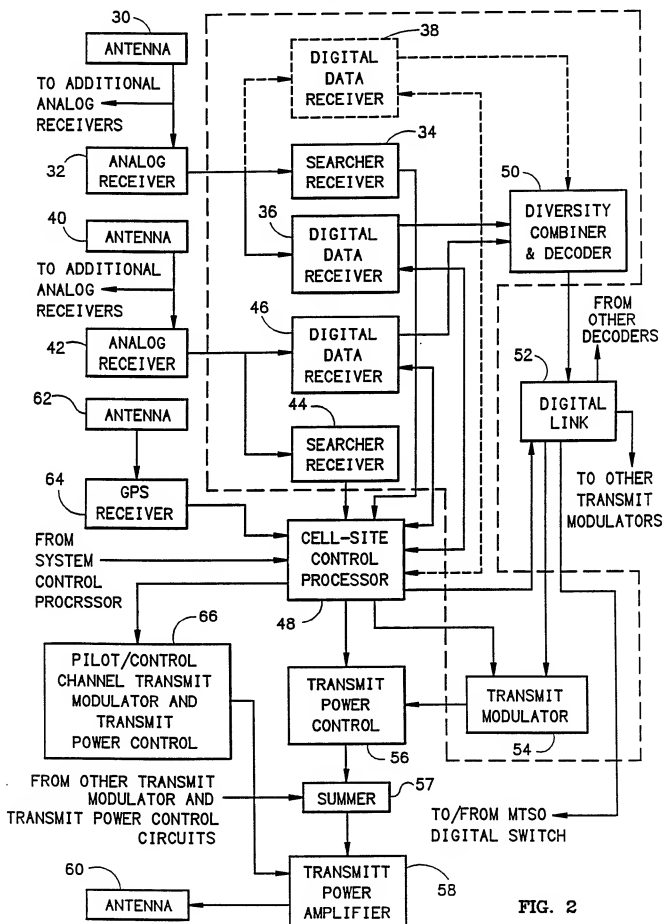 30
ANTENNA
TO ADDITIONAL
ANALOG
RECEIVERS
32
ANALOG
RECEIVER
40
ANTENNA
TO ADDITIONAL
ANALOG
RECEIVERS
42
ANALOG
RECEIVER
62
ANTENNA
64
GPS
RECEIVER
FROM
SYSTEM
CONTROL
PROCRSSOR
38
DIGITAL
DATA
RECEIVER
34
SEARCHER
RECEIVER
36
DIGITAL
DATA
RECEIVER
46
DIGITAL
DATA
RECEIVER
44
SEARCHER
RECEIVER
CELL-SITE
CONTROL
PROCESSOR
48
50
DIVERSITY
COMBINER
& DECODER
FROM
OTHER
DECODERS
52
DIGITAL
LINK
TO OTHER
TRANSMIT
MODULATORS
66
PILOT/CONTROL
CHANNEL TRANSMIT
MODULATOR AND
TRANSMIT
POWER CONTROL
TRANSMIT
POWER
CONTROL
56
TRANSMIT
MODULATOR
54
FROM OTHER TRANSMIT
MODULATOR AND
TRANSMIT POWER CONTROL
CIRCUITS
57
SUMMER
TO/FROM MTSO
DIGITAL SWITCH
60
ANTENNA
TRANSMITT
POWER
AMPLIFIER
58
FIG. 2